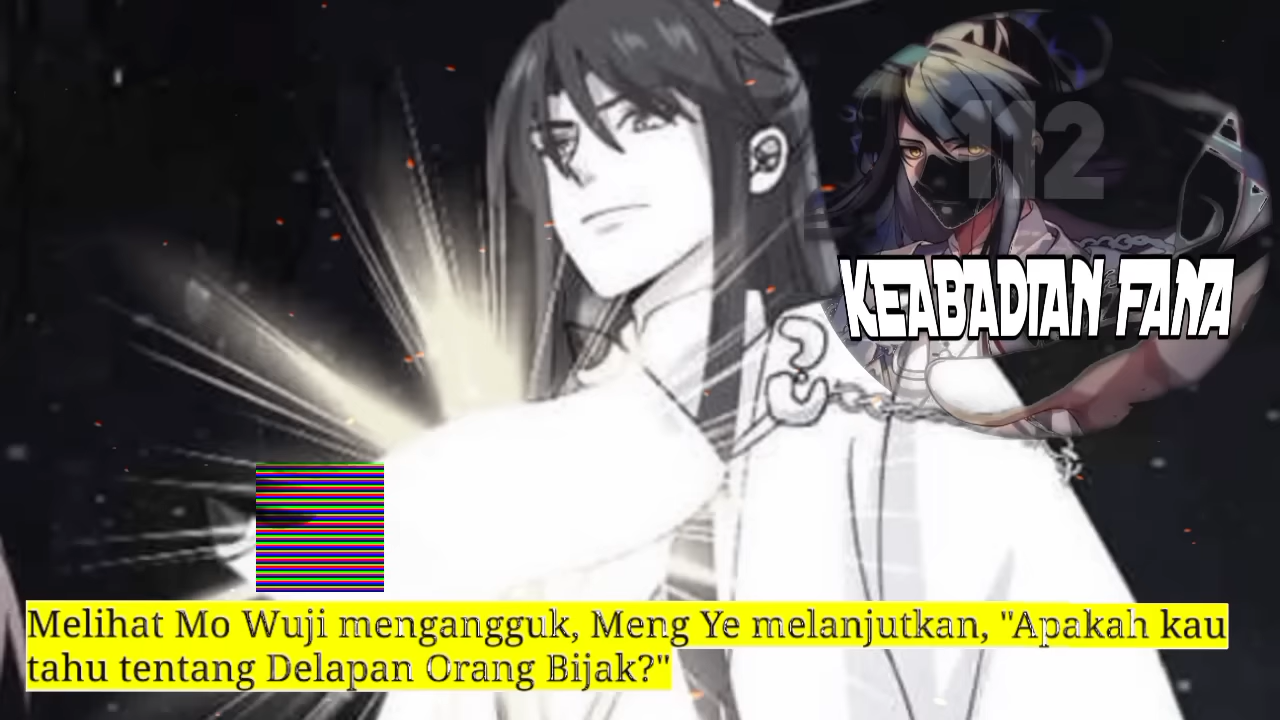 112
KEABADIAN FANA
Melihat Mo Wuji mengangguk, Meng Ye melanjutkan, "Apakah kau
tahu tentang Delapan Orang Bijak?"